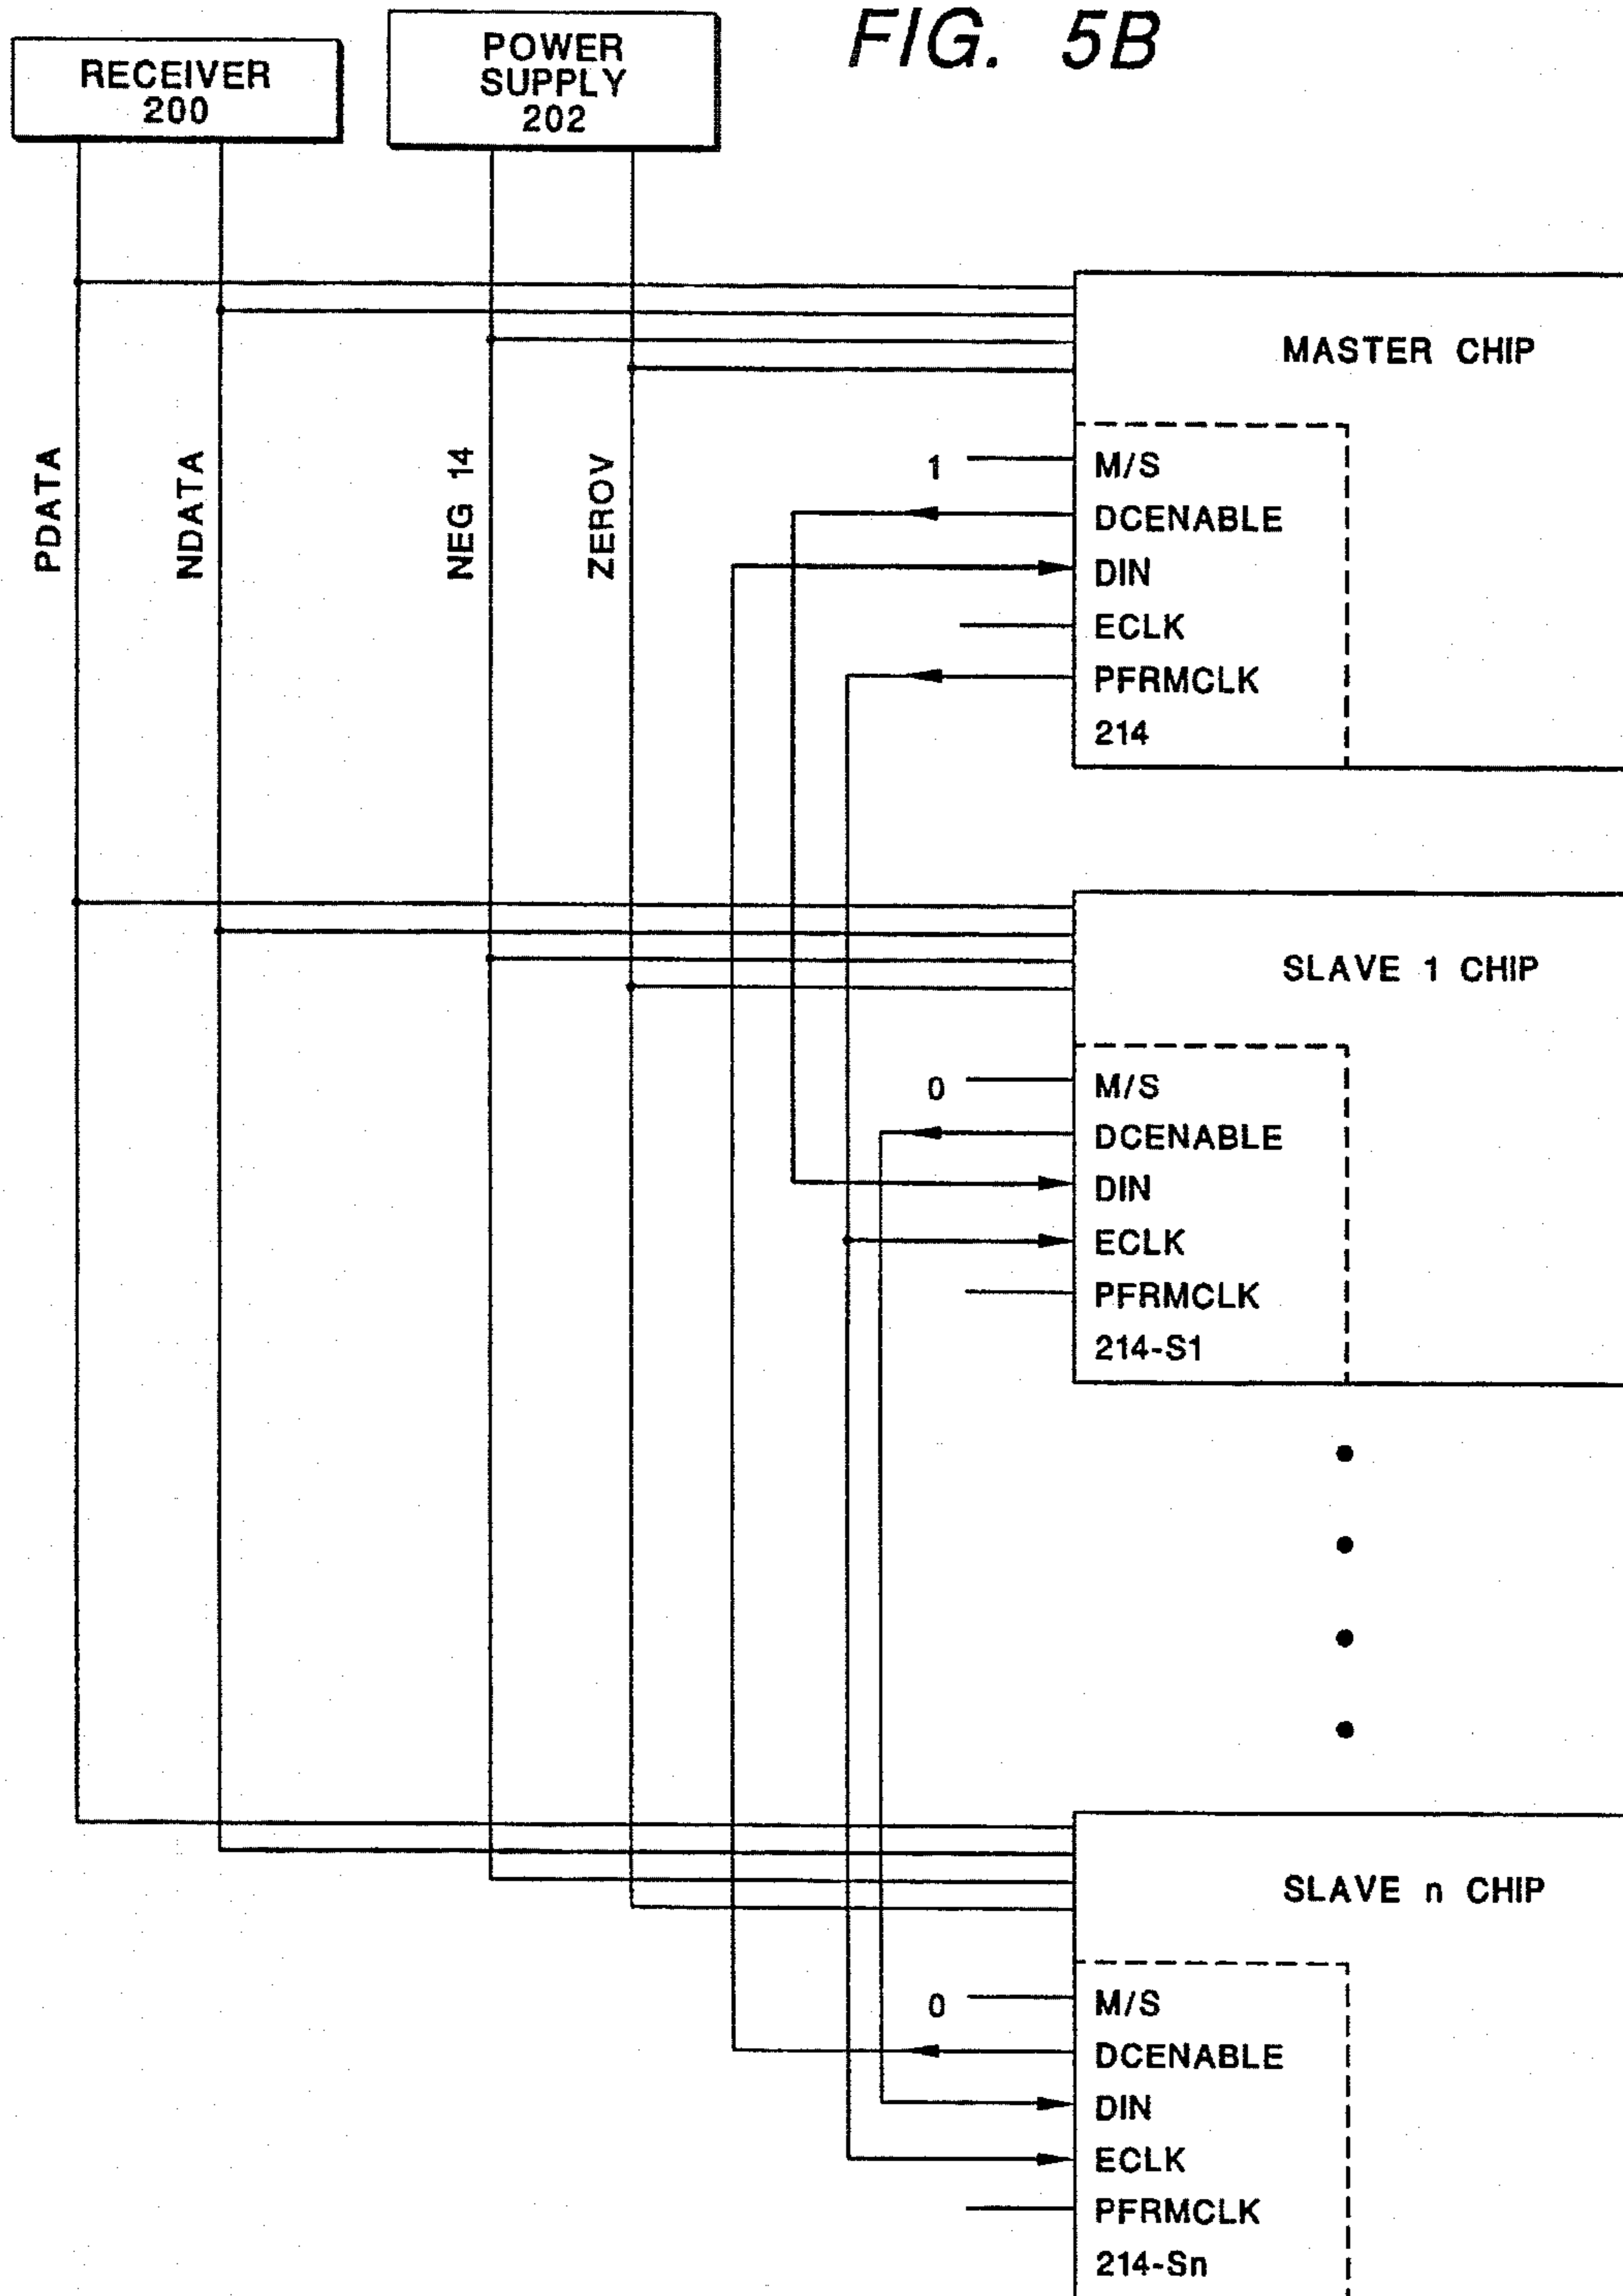 FIG. 5B
RECEIVER
200
POWER
SUPPLY
202
PDATA
NDATA
NEG 14
ZEROV
MASTER CHIP
1
M/S
DCENABLE
DIN
ECLK
PFRMCLK
214
SLAVE 1 CHIP
0
M/S
DCENABLE
DIN
ECLK
PFRMCLK
214-S1
SLAVE n CHIP
0
M/S
DCENABLE
DIN
ECLK
PFRMCLK
214-Sn